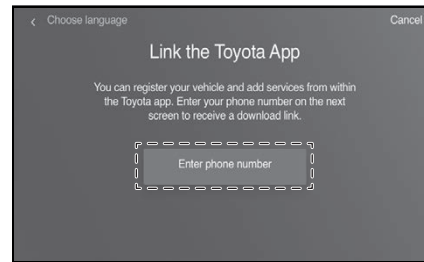 Choose language
Cancel
Link the Toyota App
You can register your vehicle and add services from within
the Toyota app. Enter your phone number on the next
screen to receive a download link.
Enter phone number